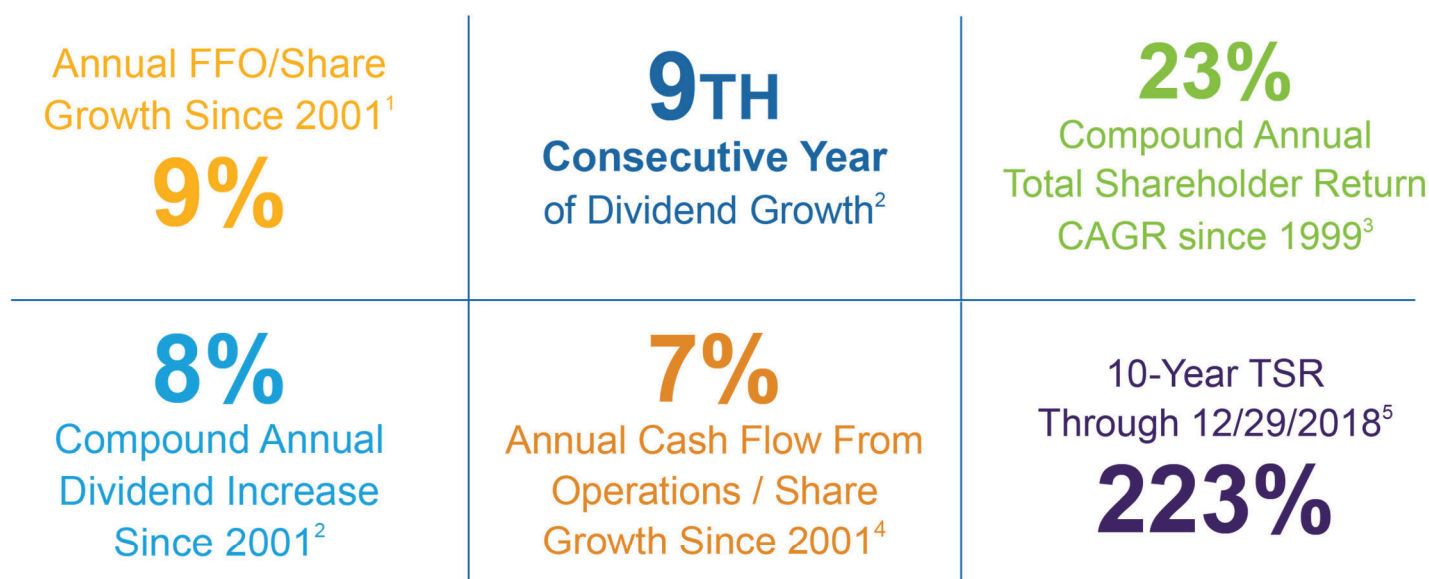 Annual FFO/Share
Growth Since 2001¹
9%
9TH
Consecutive Year
of Dividend Growth²
23%
Compound Annual
Total Shareholder Return
CAGR since 1999³
8%
Compound Annual
Dividend Increase
Since 2001²
7%
Annual Cash Flow From
Operations / Share
Growth Since 2001⁴
10-Year TSR
Through 12/29/2018⁵
223%